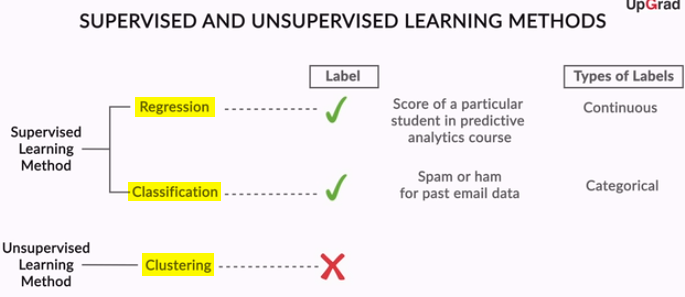 UpGrad
SUPERVISED AND UNSUPERVISED LEARNING METHODS
Label
Types of Labels
Supervised
Learning
Method
Regression
Score of a particular
student in predictive
analytics course
Continuous
Classification
Spam or ham
for past email data
Categorical
Unsupervised
Learning
Method
Clustering